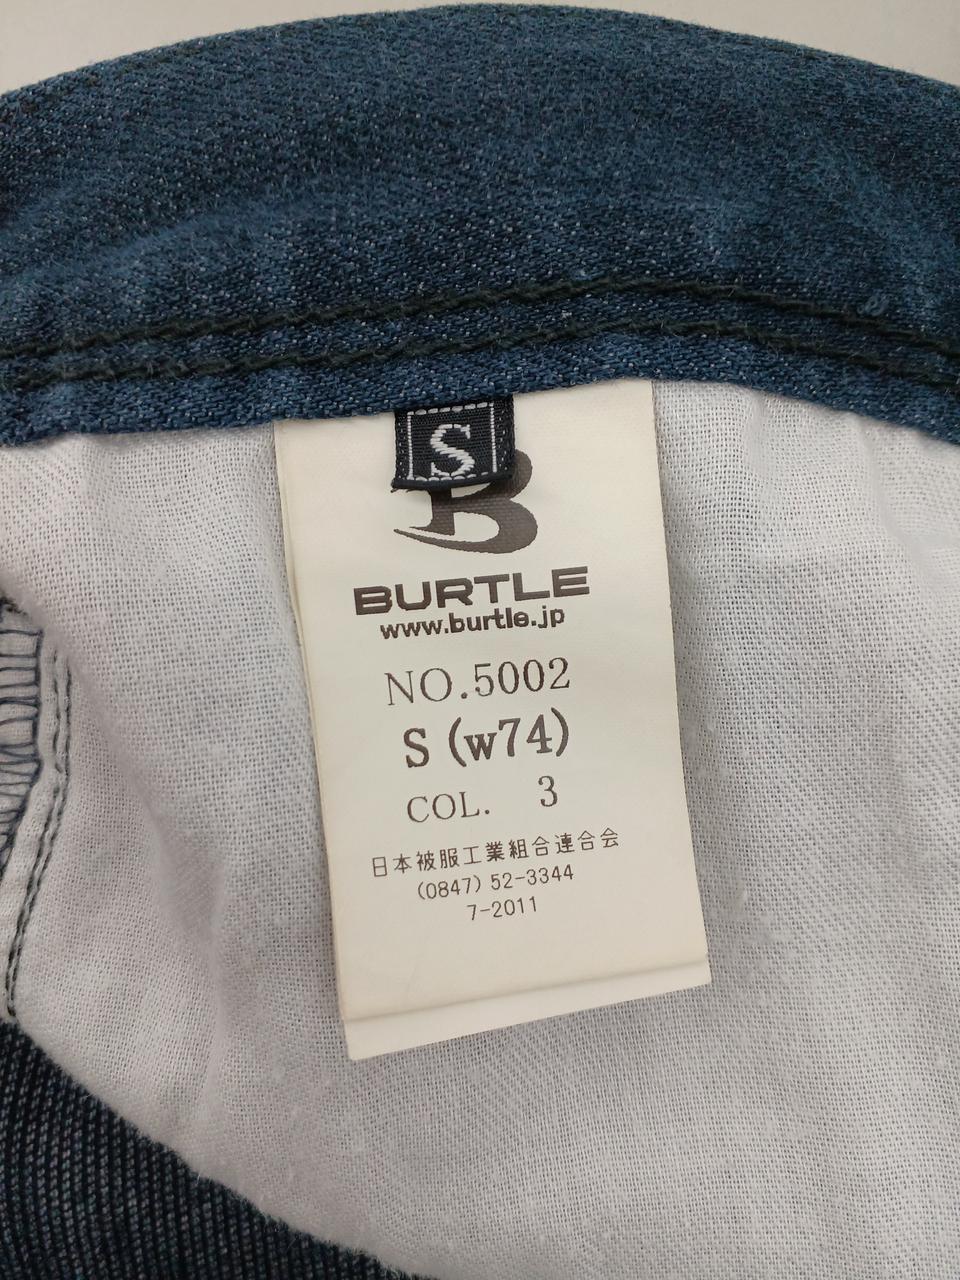 S
B
BURTLE
www.burtle.jp
NO.5002
S (w74)
COL. 3
日本被服工業組合連合会
(0847) 52-3344
7-2011